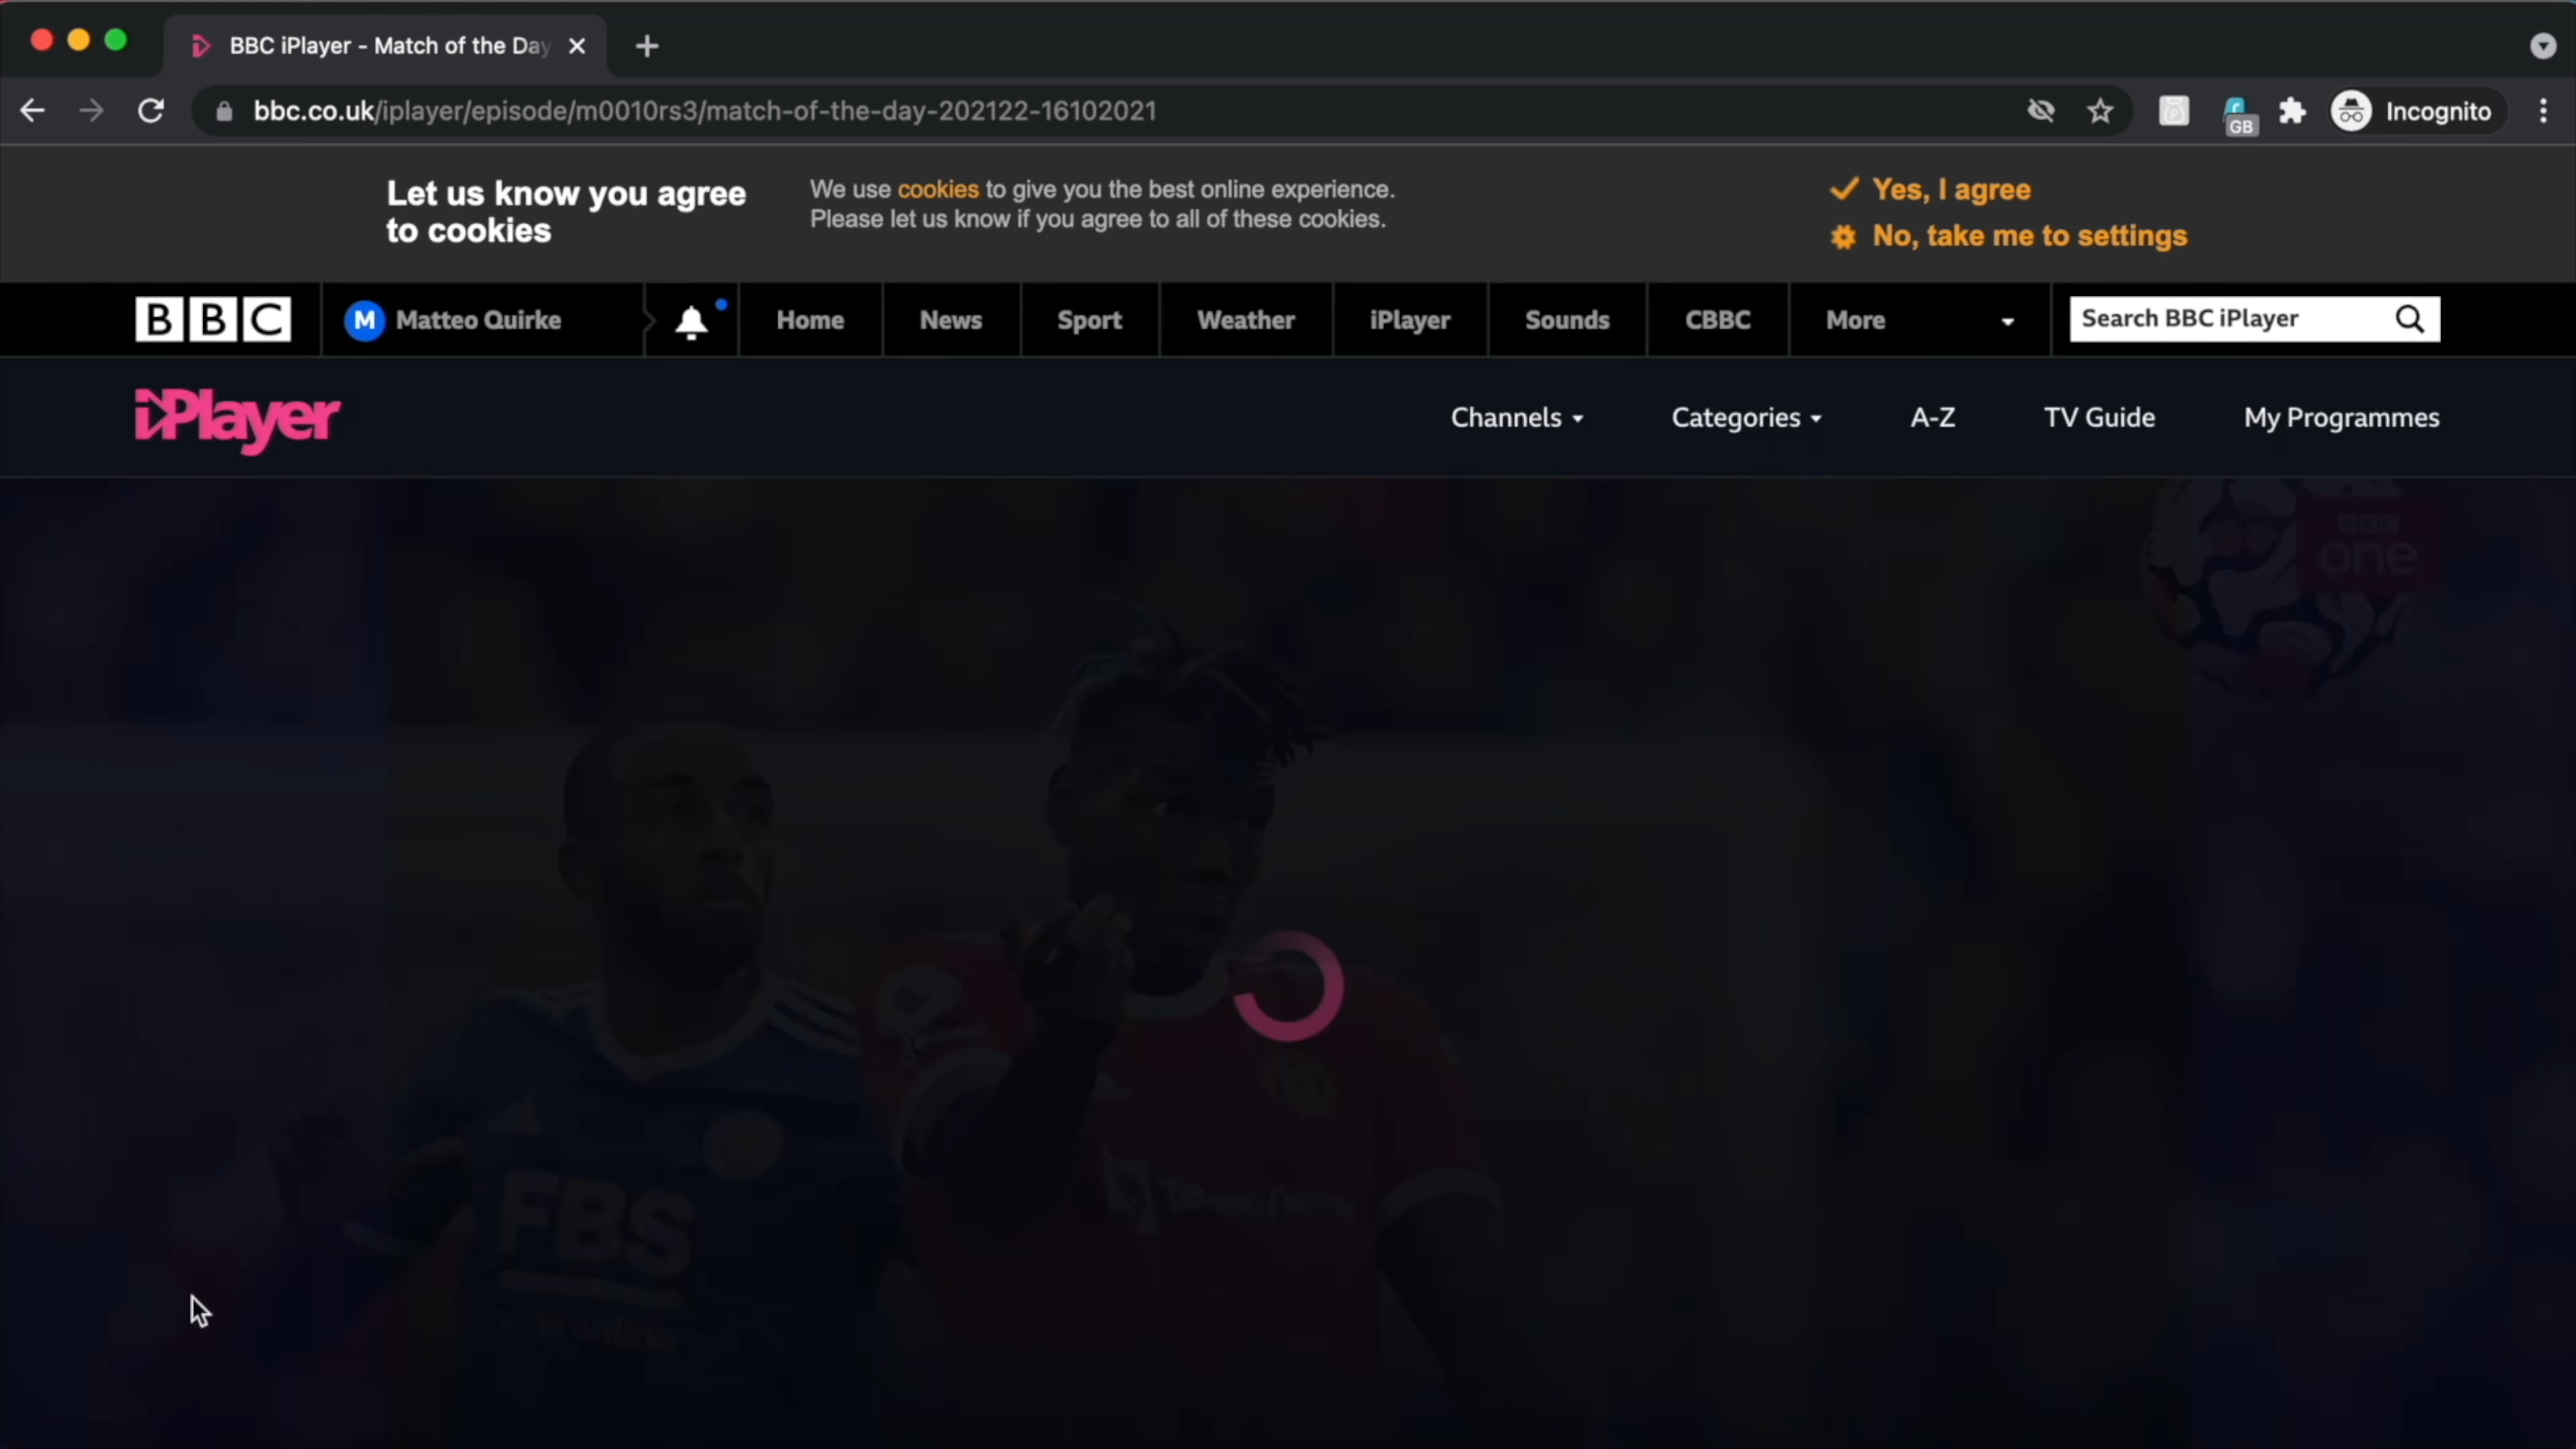 BBC iPlayer - Match of the Day
bbc.co.uk/iplayer/episode/m0010rs3/match-of-the-day-202122-16102021
GB
Incognito
Let us know you agree
to cookies
We use cookies to give you the best online experience.
Please let us know if you agree to all of these cookies.
Yes, I agree
No, take me to settings
BBC
M Matteo Quirke
Home
News
Sport
Weather
iPlayer
Sounds
CBBC
More
Search BBC iPlayer
iPlayer
Channels
Categories
A-Z
TV Guide
My Programmes
BBC
one
FBS